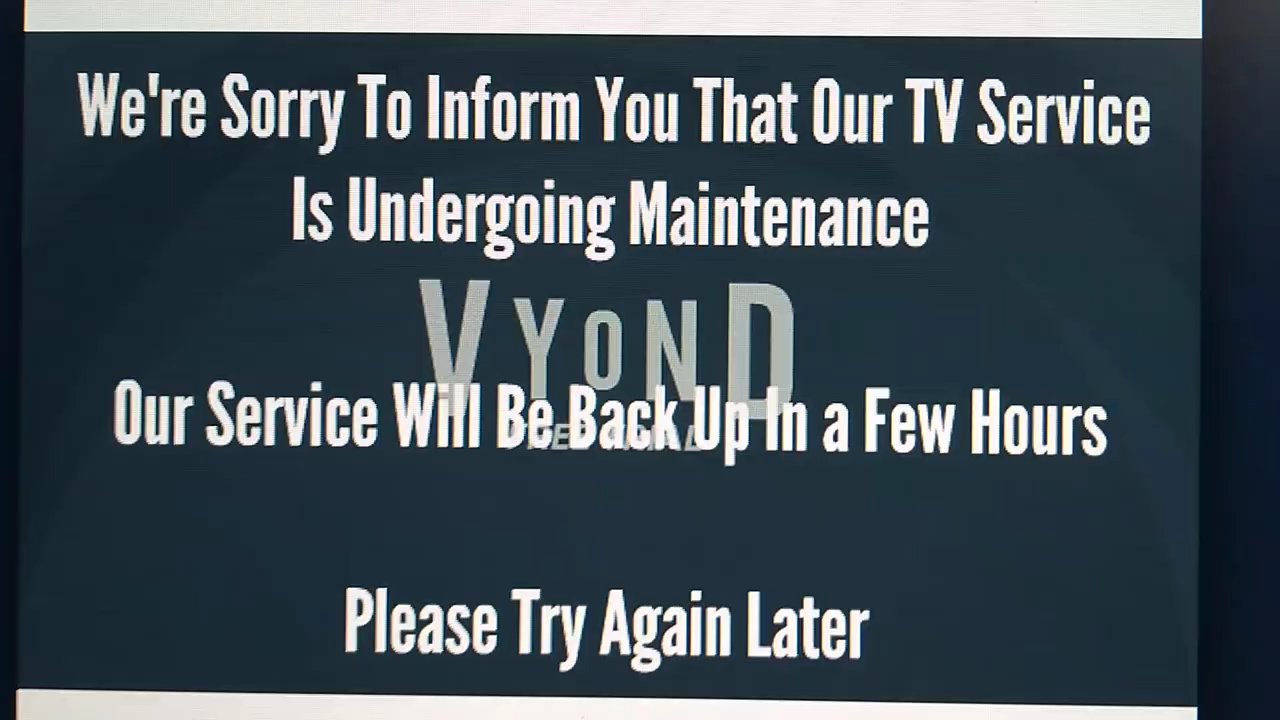 We're Sorry To Inform You That Our TV Service
Is Undergoing Maintenance
VYOND
Our Service Will Be Back Up In a Few Hours
Please Try Again Later